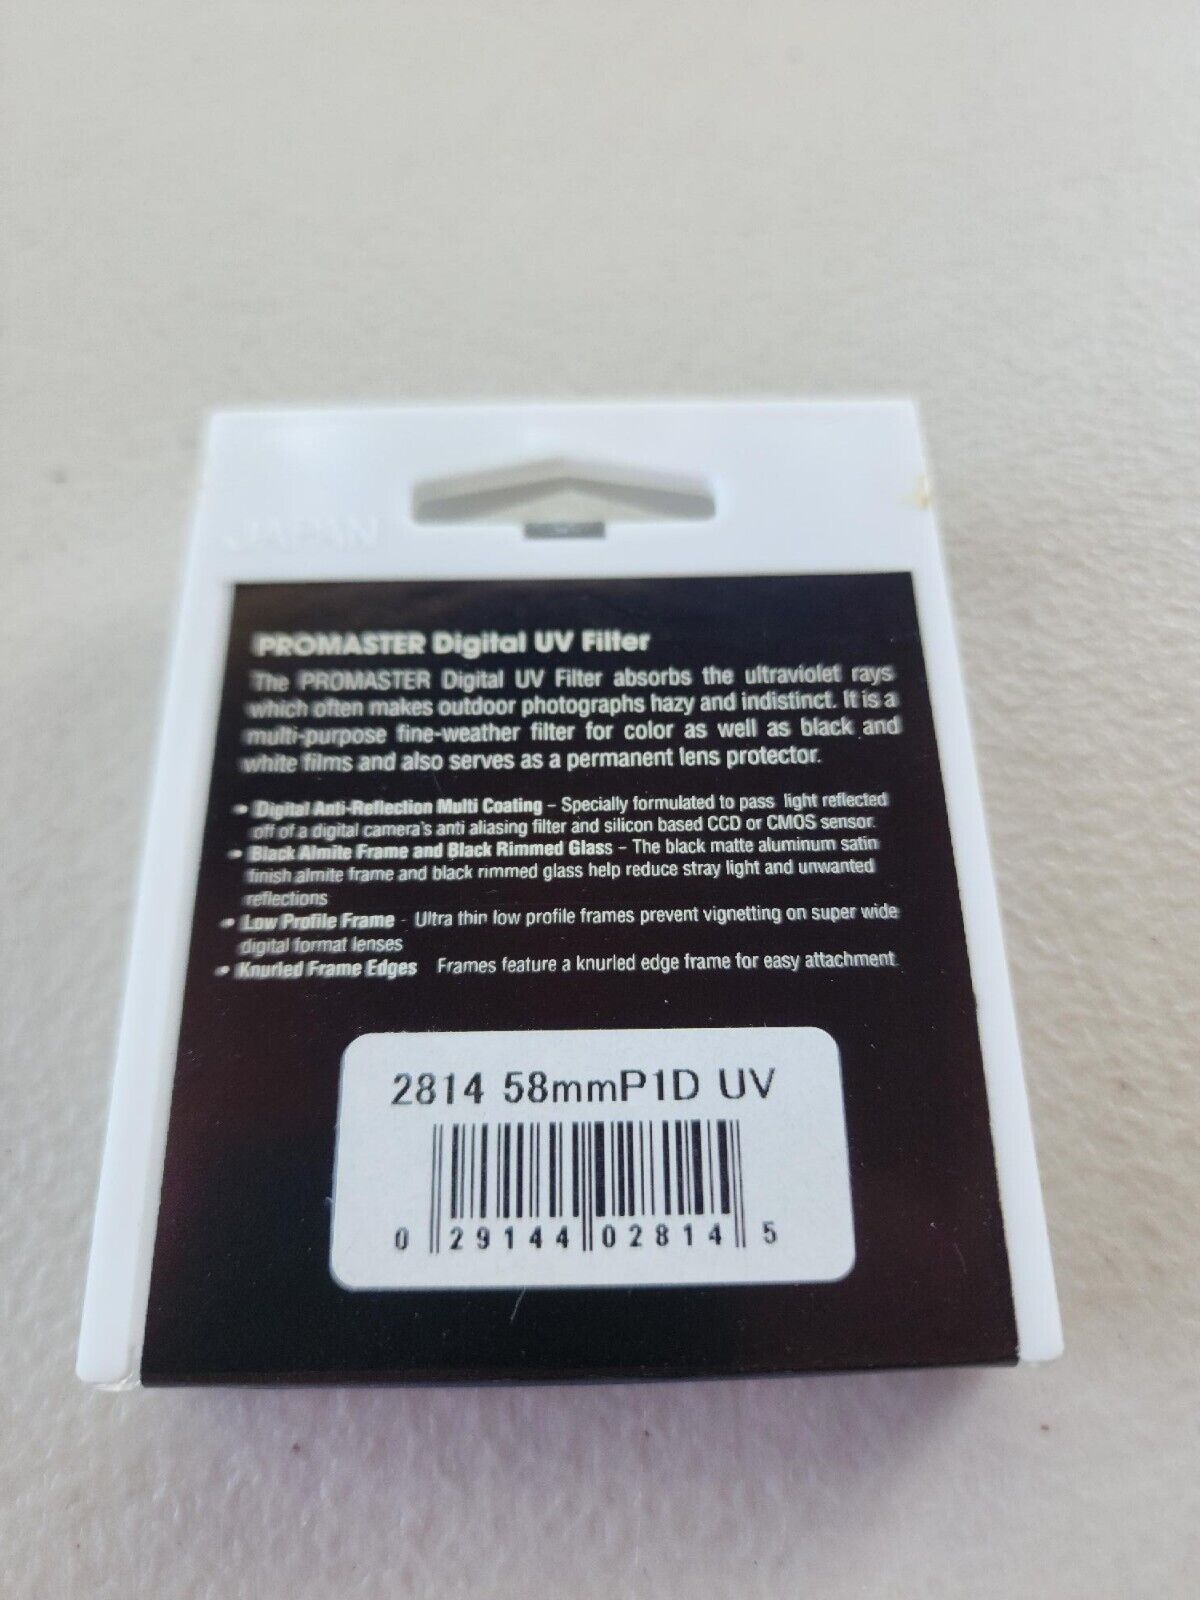 JAPAN
PROMASTER Digital UV Filter
The PROMASTER Digital UV Filter absorbs the ultraviolet rays
which often makes outdoor photographs hazy and indistinct. It is a
multi-purpose fine-weather filter for color as well as black and
white films and also serves as a permanent lens protector.
• Digital Anti-Reflection Multi Coating – Specially formulated to pass light reflected
off of a digital camera's anti aliasing filter and silicon based CCD or CMOS sensor.
• Black Almite Frame and Black Rimmed Glass – The black matte aluminum satin
finish almite frame and black rimmed glass help reduce stray light and unwanted
reflections
• Low Profile Frame - Ultra thin low profile frames prevent vignetting on super wide
digital format lenses
• Knurled Frame Edges Frames feature a knurled edge frame for easy attachment
2814 58mmP1D UV
0 29144 02814 5